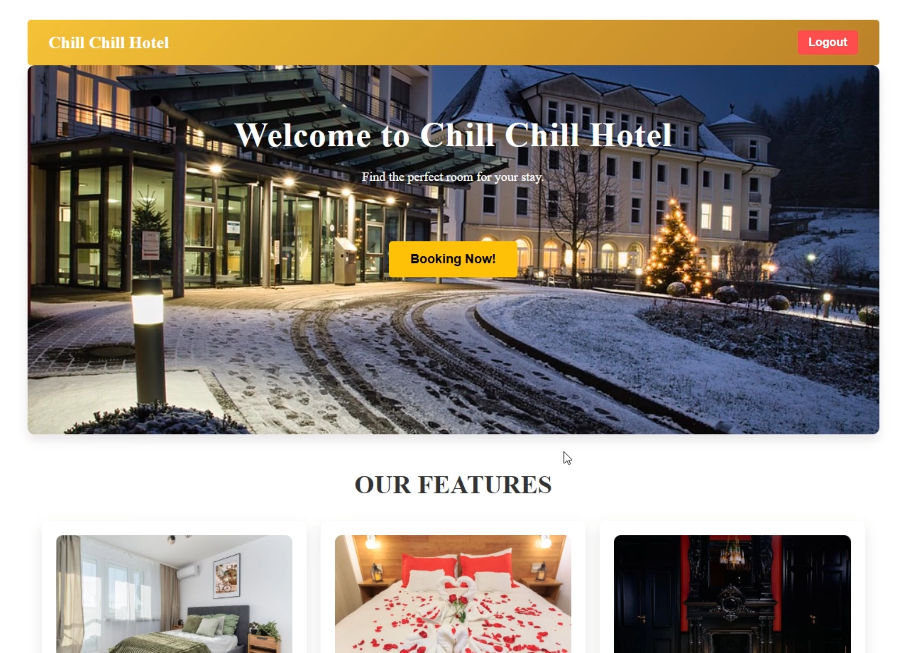 Chill Chill Hotel
Logout
Welcome to Chill Chill Hotel
Find the perfect room for your stay.
Booking Now!
OUR FEATURES